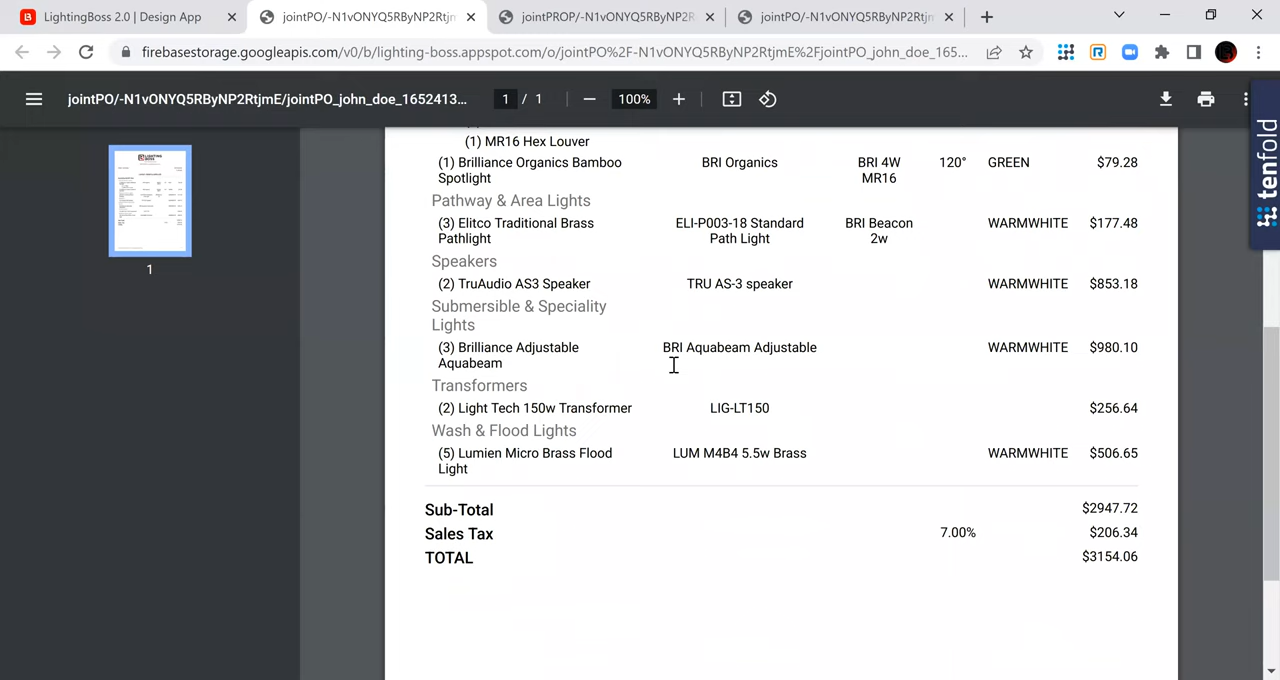 LightingBoss 2.0 | Design App
jointPO/-N1vONYQ5RByNP2Rtjm
jointPROP/-N1vONYQ5RByNP2R
jointPO/-N1vONYQ5RByNP2Rtjm
firebasestorage.googleapis.com/v0/b/lighting-boss.appspot.com/o/jointPO%2F-N1vONYQ5RByNP2RtjmE%2FjointPO_john_doe_165...
jointPO/-N1vONYQ5RByNP2RtjmE/jointPO_john_doe_1652413... 1 / 1 100%
tenfold
1
(1) MR16 Hex Louver
(1) Brilliance Organics Bamboo Spotlight BRI Organics BRI 4W MR16 120° GREEN $79.28
Pathway & Area Lights
(3) Elitco Traditional Brass Pathlight ELI-P003-18 Standard Path Light BRI Beacon 2w WARMWHITE $177.48
Speakers
(2) TruAudio AS3 Speaker TRU AS-3 speaker WARMWHITE $853.18
Submersible & Speciality
Lights
(3) Brilliance Adjustable Aquabeam BRI Aquabeam Adjustable WARMWHITE $980.10
Transformers
(2) Light Tech 150w Transformer LIG-LT150 $256.64
Wash & Flood Lights
(5) Lumien Micro Brass Flood Light LUM M4B4 5.5w Brass WARMWHITE $506.65
Sub-Total $2947.72
Sales Tax 7.00% $206.34
TOTAL $3154.06